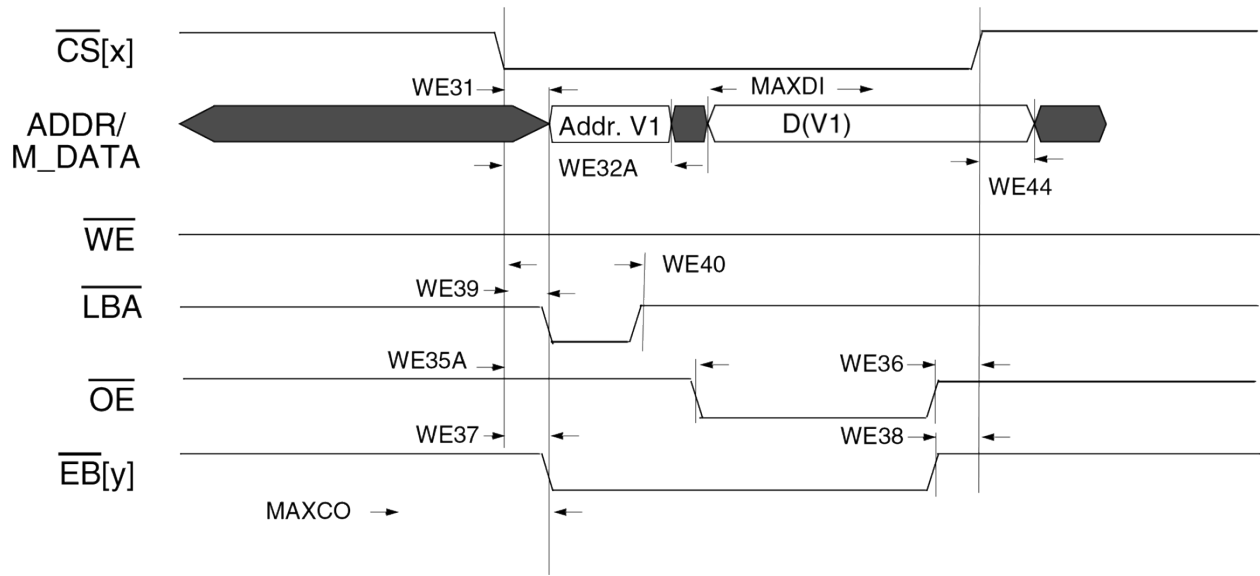 CS[x]
WE31
MAXDI
ADDR/
M_DATA
Addr. V1
D(V1)
WE32A
WE44
WE
WE40
WE39
LBA
WE35A
WE36
OE
WE37
WE38
EB[y]
MAXCO